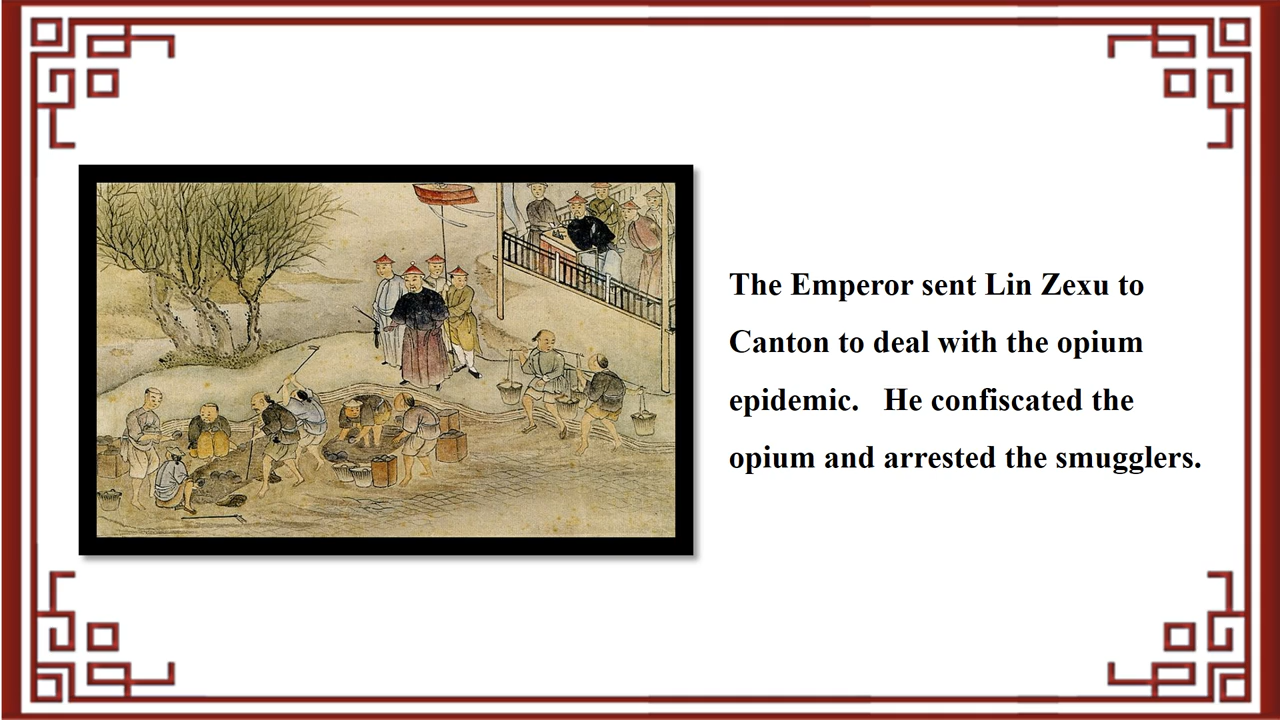 The Emperor sent Lin Zexu to
Canton to deal with the opium
epidemic.   He confiscated the
opium and arrested the smugglers.